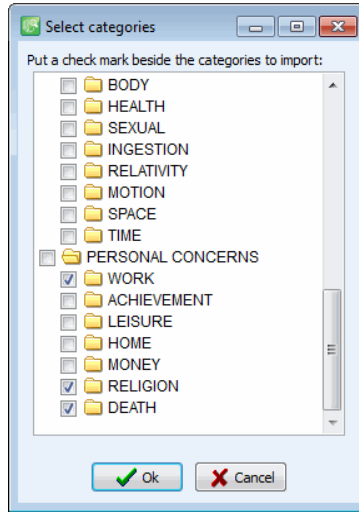 Select categories
Put a check mark beside the categories to import:
BODY
HEALTH
SEXUAL
INGESTION
RELATIVITY
MOTION
SPACE
TIME
PERSONAL CONCERNS
WORK
ACHIEVEMENT
LEISURE
HOME
MONEY
RELIGION
DEATH
Ok
Cancel